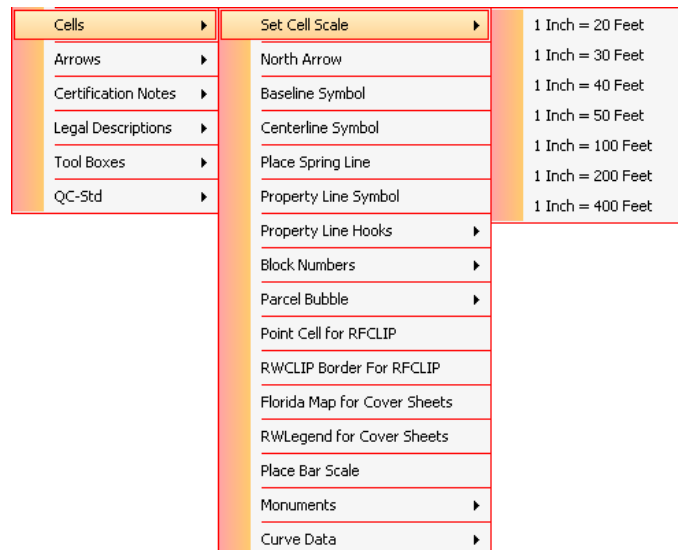 Cells
Arrows
Certification Notes
Legal Descriptions
Tool Boxes
QC-Std
Set Cell Scale
North Arrow
Baseline Symbol
Centerline Symbol
Place Spring Line
Property Line Symbol
Property Line Hooks
Block Numbers
Parcel Bubble
Point Cell for RFCLIP
RWCLIP Border For RFCLIP
Florida Map for Cover Sheets
RWLegend for Cover Sheets
Place Bar Scale
Monuments
Curve Data
1 Inch = 20 Feet
1 Inch = 30 Feet
1 Inch = 40 Feet
1 Inch = 50 Feet
1 Inch = 100 Feet
1 Inch = 200 Feet
1 Inch = 400 Feet